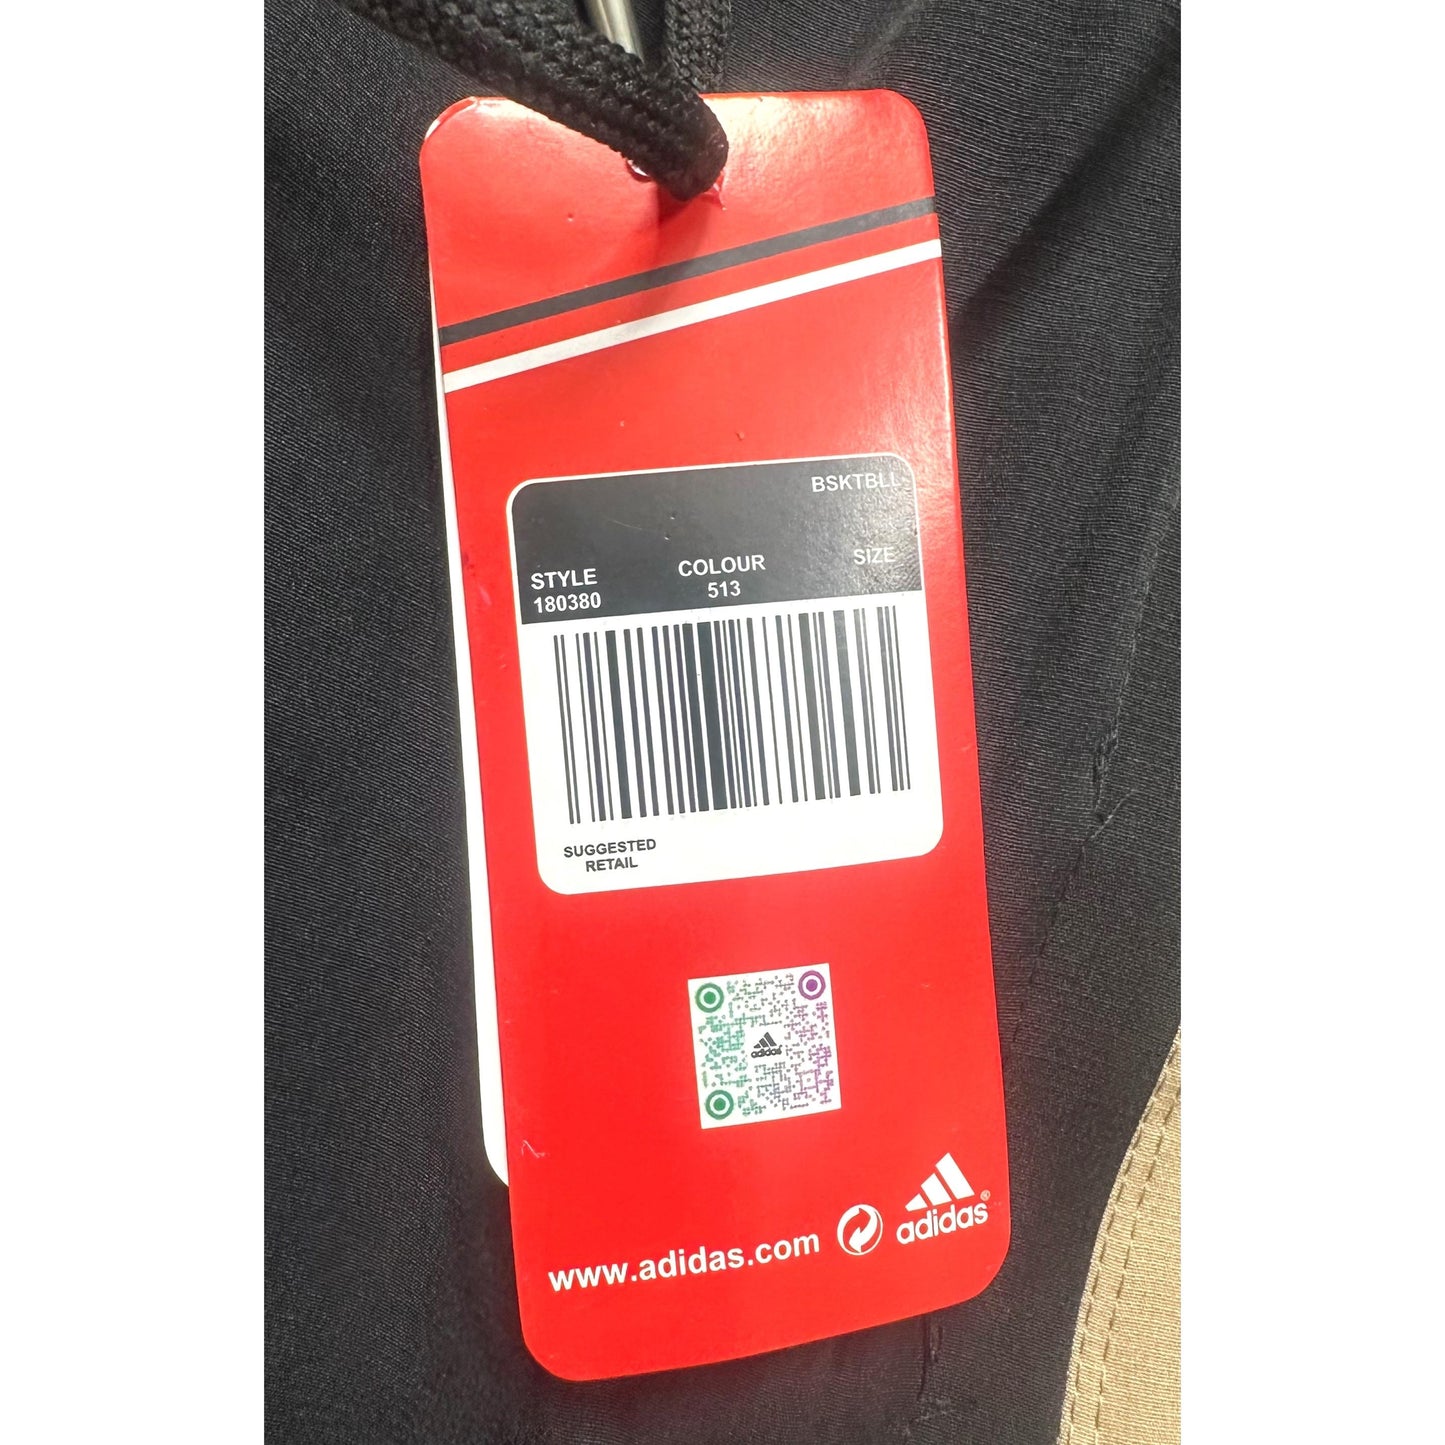 BSKTBLL
STYLE COLOUR SIZE
180380 513
SUGGESTED
RETAIL
adidas
www.adidas.com
adidas®